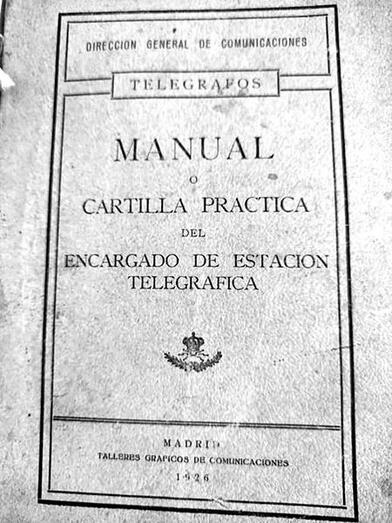 DIRECCION GENERAL DE COMUNICACIONES
TELEGRAFOS
MANUAL
O
CARTILLA PRACTICA
DEL
ENCARGADO DE ESTACION
TELEGRAFICA
MADRID
TALLERES GRAFICOS DE COMUNICACIONES
1926